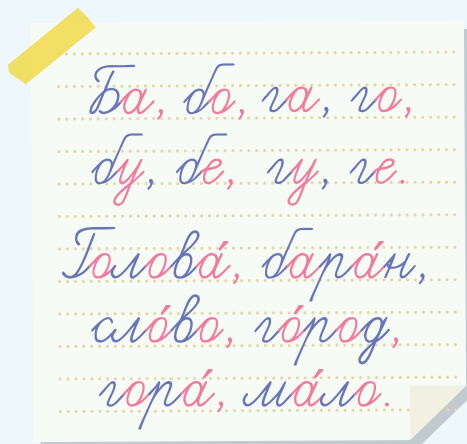 Ба, бо, га, го,
бу, бе, гу, ге.
Голова́, бара́н,
сло́во, го́род,
гора́, ма́ло.